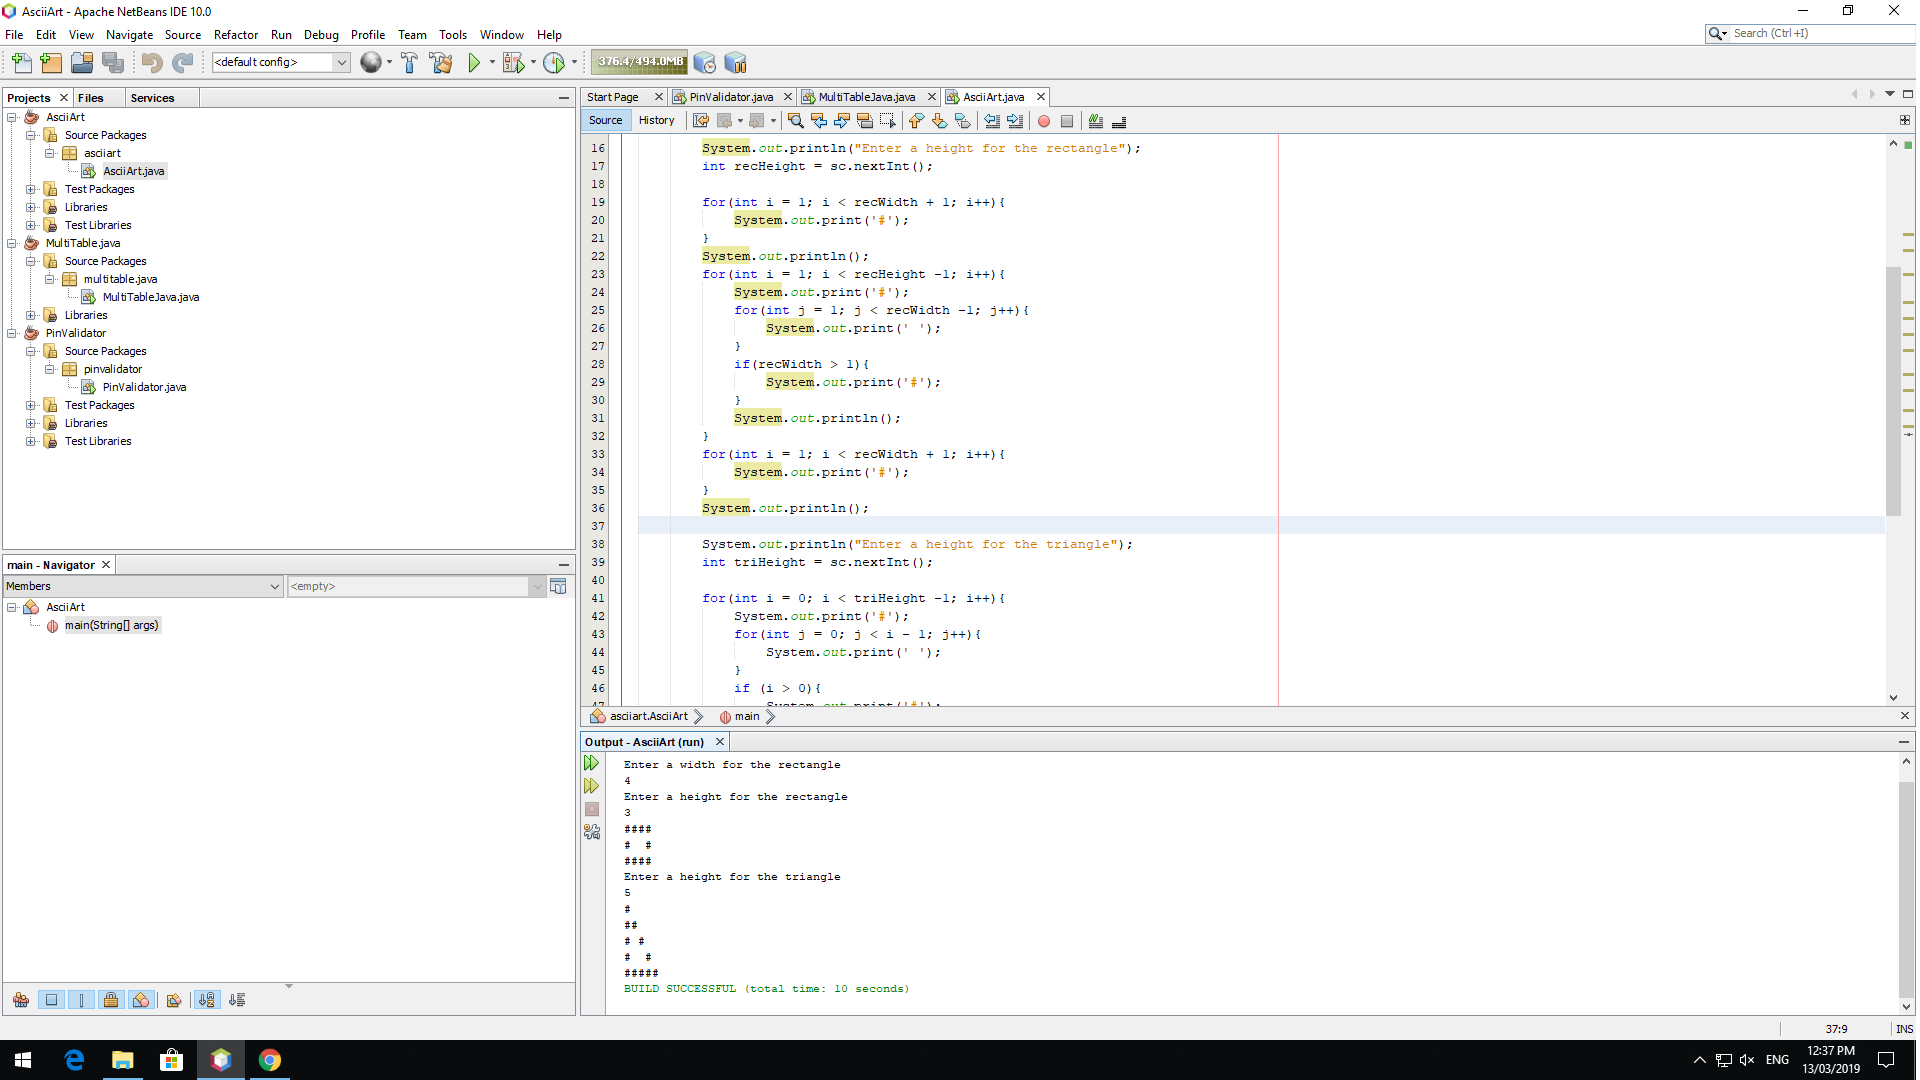 AsciiArt - Apache NetBeans IDE 10.0
File Edit View Navigate Source Refactor Run Debug Profile Team Tools Window Help
Search (Ctrl+I)
<default config>
376.4/494.0MB
Projects Files Services
AsciiArt
Source Packages
asciiart
AsciiArt.java
Test Packages
Libraries
Test Libraries
MultiTable.java
Source Packages
multitable.java
MultiTableJava.java
Libraries
PinValidator
Source Packages
pinvalidator
PinValidator.java
Test Packages
Libraries
Test Libraries
main - Navigator
Members
<empty>
AsciiArt
main(String[] args)
Start Page PinValidator.java MultiTableJava.java AsciiArt.java
Source History
16 System.out.println("Enter a height for the rectangle");
17 int recHeight = sc.nextInt();
18
19 for(int i = 1; i < recWidth + 1; i++){
20 System.out.print('#');
21 }
22 System.out.println();
23 for(int i = 1; i < recHeight -1; i++){
24 System.out.print('#');
25 for(int j = 1; j < recWidth -1; j++){
26 System.out.print(' ');
27 }
28 if(recWidth > 1){
29 System.out.print('#');
30 }
31 System.out.println();
32 }
33 for(int i = 1; i < recWidth + 1; i++){
34 System.out.print('#');
35 }
36 System.out.println();
37
38 System.out.println("Enter a height for the triangle");
39 int triHeight = sc.nextInt();
40
41 for(int i = 0; i < triHeight -1; i++){
42 System.out.print('#');
43 for(int j = 0; j < i - 1; j++){
44 System.out.print(' ');
45 }
46 if (i > 0){
47 System.out.print('#');
asciiart.AsciiArt main
Output - AsciiArt (run)
Enter a width for the rectangle
4
Enter a height for the rectangle
3
####
#  #
####
Enter a height for the triangle
5
#
##
# #
#  #
#####
BUILD SUCCESSFUL (total time: 10 seconds)
37:9 INS
ENG
12:37 PM
13/03/2019